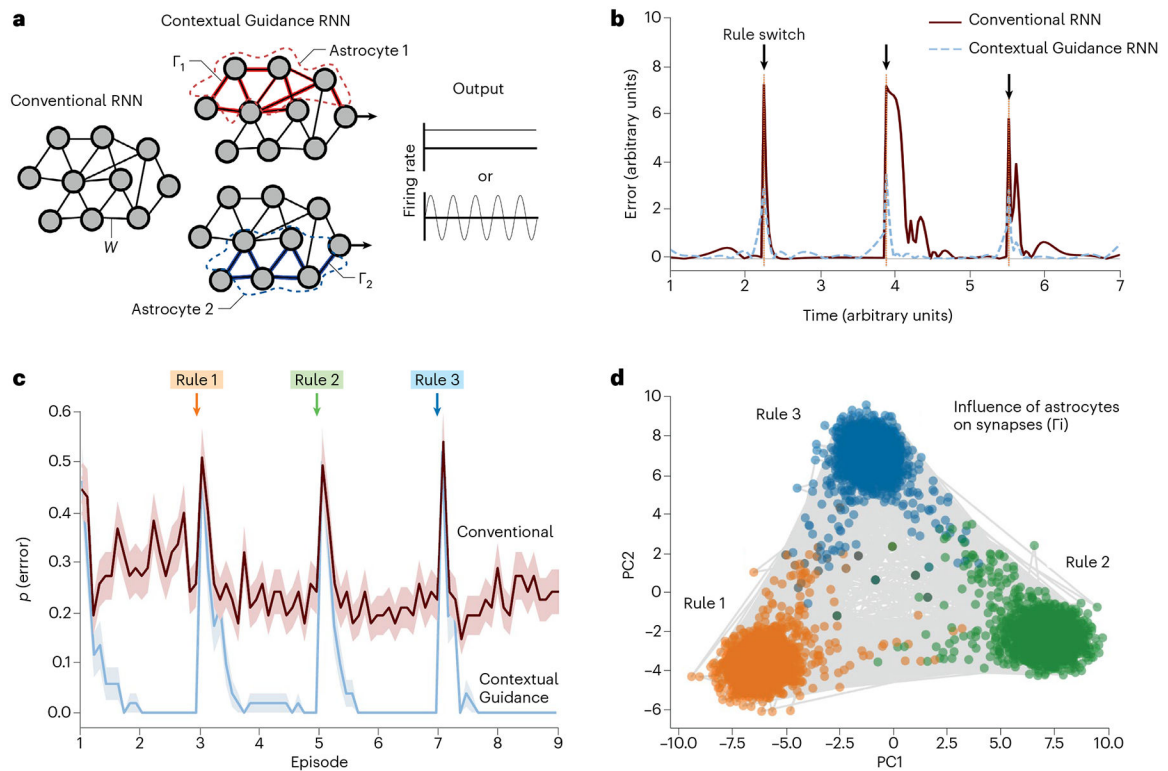 a
Contextual Guidance RNN
Γ1
Astrocyte 1
Conventional RNN
W
Γ2
Astrocyte 2
Output
Firing rate
or
b
Conventional RNN
Contextual Guidance RNN
Rule switch
Error (arbitrary units)
10
8
6
4
2
0
1 2 3 4 5 6 7
Time (arbitrary units)
c
Rule 1 Rule 2 Rule 3
p (errror)
0.6
0.5
0.4
0.3
0.2
0.1
0.0
Conventional
Contextual
Guidance
1 2 3 4 5 6 7 8 9
Episode
d
Influence of astrocytes
on synapses (Γi)
Rule 3
Rule 2
Rule 1
PC2
10
8
6
4
2
0
−2
−4
−6
−10.0 −7.5 −5.0 −2.5 0 2.5 5.0 7.5 10.0
PC1